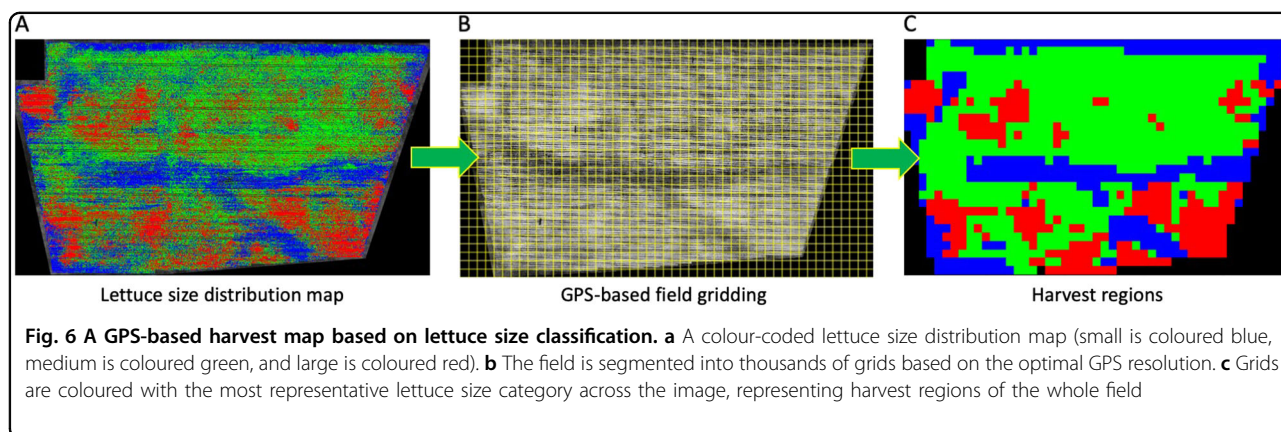 A
B
C
Lettuce size distribution map
GPS-based field gridding
Harvest regions
Fig. 6 A GPS-based harvest map based on lettuce size classification. a A colour-coded lettuce size distribution map (small is coloured blue,
medium is coloured green, and large is coloured red). b The field is segmented into thousands of grids based on the optimal GPS resolution. c Grids
are coloured with the most representative lettuce size category across the image, representing harvest regions of the whole field